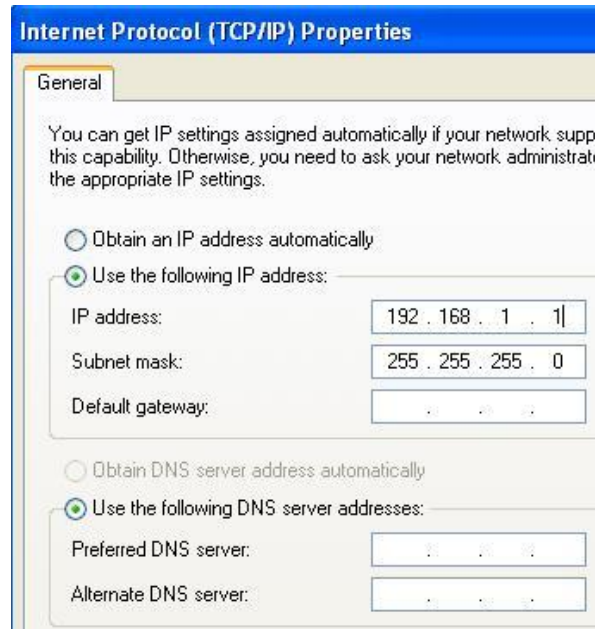 Internet Protocol (TCP/IP) Properties
General
You can get IP settings assigned automatically if your network supp
this capability. Otherwise, you need to ask your network administrat
the appropriate IP settings.
Obtain an IP address automatically
Use the following IP address:
IP address: 192 . 168 . 1 . 1
Subnet mask: 255 . 255 . 255 . 0
Default gateway: . . .
Obtain DNS server address automatically
Use the following DNS server addresses:
Preferred DNS server: . . .
Alternate DNS server: . . .